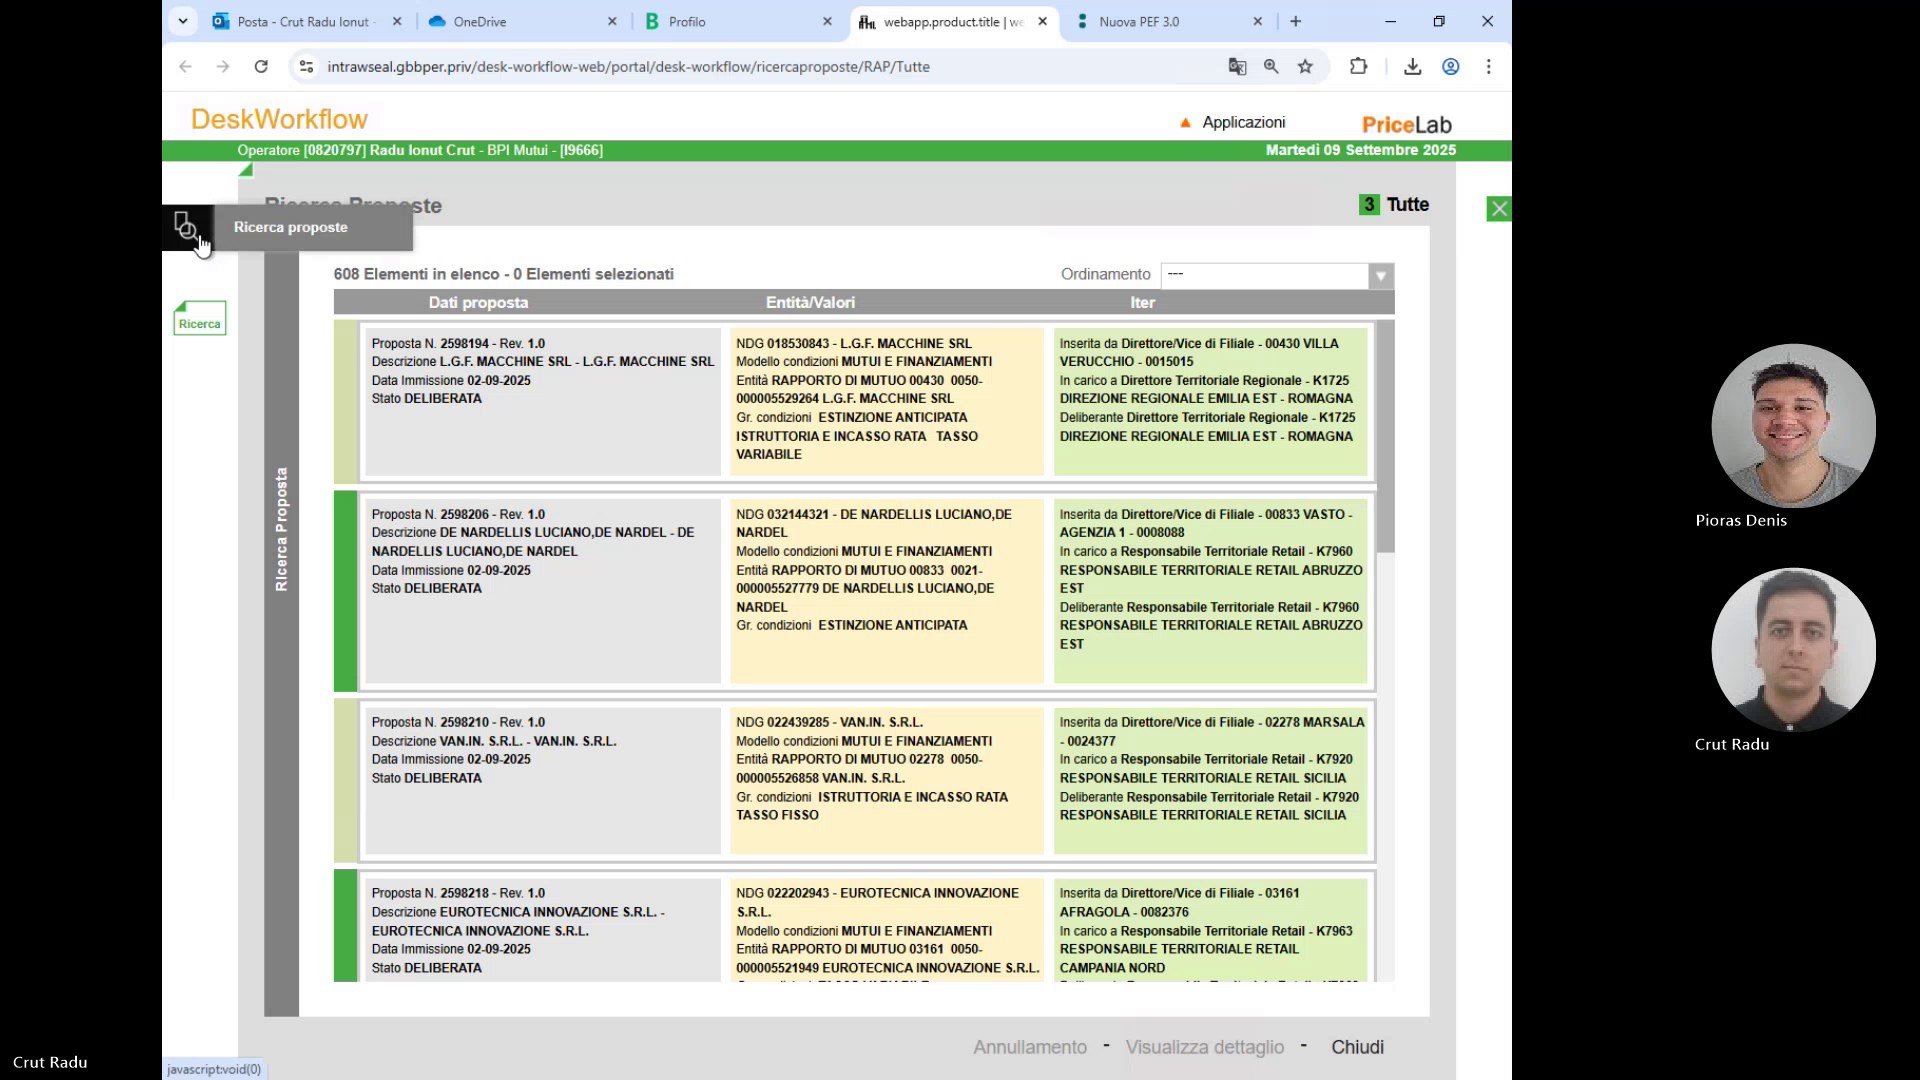 Posta - Crut Radu Ionut
OneDrive
Profilo
webapp.product.title | we
Nuova PEF 3.0
intrawseal.gbbper.priv/desk-workflow-web/portal/desk-workflow/ricercaproposte/RAP/Tutte
DeskWorkflow
Applicazioni
PriceLab
Operatore [0820797] Radu Ionut Crut - BPI Mutui - [I9666]
Martedì 09 Settembre 2025
Ricerca Proposte
3 Tutte
Ricerca proposte
Ricerca
Ricerca Proposta
608 Elementi in elenco - 0 Elementi selezionati
Ordinamento
---
Dati proposta
Entità/Valori
Iter
Proposta N. 2598194 - Rev. 1.0
Descrizione L.G.F. MACCHINE SRL - L.G.F. MACCHINE SRL
Data Immissione 02-09-2025
Stato DELIBERATA
NDG 018530843 - L.G.F. MACCHINE SRL
Modello condizioni MUTUI E FINANZIAMENTI
Entità RAPPORTO DI MUTUO 00430 0050-
000005529264 L.G.F. MACCHINE SRL
Gr. condizioni ESTINZIONE ANTICIPATA
ISTRUTTORIA E INCASSO RATA TASSO
VARIABILE
Inserita da Direttore/Vice di Filiale - 00430 VILLA
VERUCCHIO - 0015015
In carico a Direttore Territoriale Regionale - K1725
DIREZIONE REGIONALE EMILIA EST - ROMAGNA
Deliberante Direttore Territoriale Regionale - K1725
DIREZIONE REGIONALE EMILIA EST - ROMAGNA
Proposta N. 2598206 - Rev. 1.0
Descrizione DE NARDELLIS LUCIANO,DE NARDEL - DE
NARDELLIS LUCIANO,DE NARDEL
Data Immissione 02-09-2025
Stato DELIBERATA
NDG 032144321 - DE NARDELLIS LUCIANO,DE
NARDEL
Modello condizioni MUTUI E FINANZIAMENTI
Entità RAPPORTO DI MUTUO 00833 0021-
000005527779 DE NARDELLIS LUCIANO,DE
NARDEL
Gr. condizioni ESTINZIONE ANTICIPATA
Inserita da Direttore/Vice di Filiale - 00833 VASTO -
AGENZIA 1 - 0008088
In carico a Responsabile Territoriale Retail - K7960
RESPONSABILE TERRITORIALE RETAIL ABRUZZO
EST
Deliberante Responsabile Territoriale Retail - K7960
RESPONSABILE TERRITORIALE RETAIL ABRUZZO
EST
Proposta N. 2598210 - Rev. 1.0
Descrizione VAN.IN. S.R.L. - VAN.IN. S.R.L.
Data Immissione 02-09-2025
Stato DELIBERATA
NDG 022439285 - VAN.IN. S.R.L.
Modello condizioni MUTUI E FINANZIAMENTI
Entità RAPPORTO DI MUTUO 02278 0050-
000005526858 VAN.IN. S.R.L.
Gr. condizioni ISTRUTTORIA E INCASSO RATA
TASSO FISSO
Inserita da Direttore/Vice di Filiale - 02278 MARSALA
- 0024377
In carico a Responsabile Territoriale Retail - K7920
RESPONSABILE TERRITORIALE RETAIL SICILIA
Deliberante Responsabile Territoriale Retail - K7920
RESPONSABILE TERRITORIALE RETAIL SICILIA
Proposta N. 2598218 - Rev. 1.0
Descrizione EUROTECNICA INNOVAZIONE S.R.L. -
EUROTECNICA INNOVAZIONE S.R.L.
Data Immissione 02-09-2025
Stato DELIBERATA
NDG 022202943 - EUROTECNICA INNOVAZIONE
S.R.L.
Modello condizioni MUTUI E FINANZIAMENTI
Entità RAPPORTO DI MUTUO 03161 0050-
000005521949 EUROTECNICA INNOVAZIONE S.R.L.
Inserita da Direttore/Vice di Filiale - 03161
AFRAGOLA - 0082376
In carico a Responsabile Territoriale Retail - K7963
RESPONSABILE TERRITORIALE RETAIL
CAMPANIA NORD
Annullamento - Visualizza dettaglio - Chiudi
javascript:void(0)
Pioras Denis
Crut Radu
Crut Radu